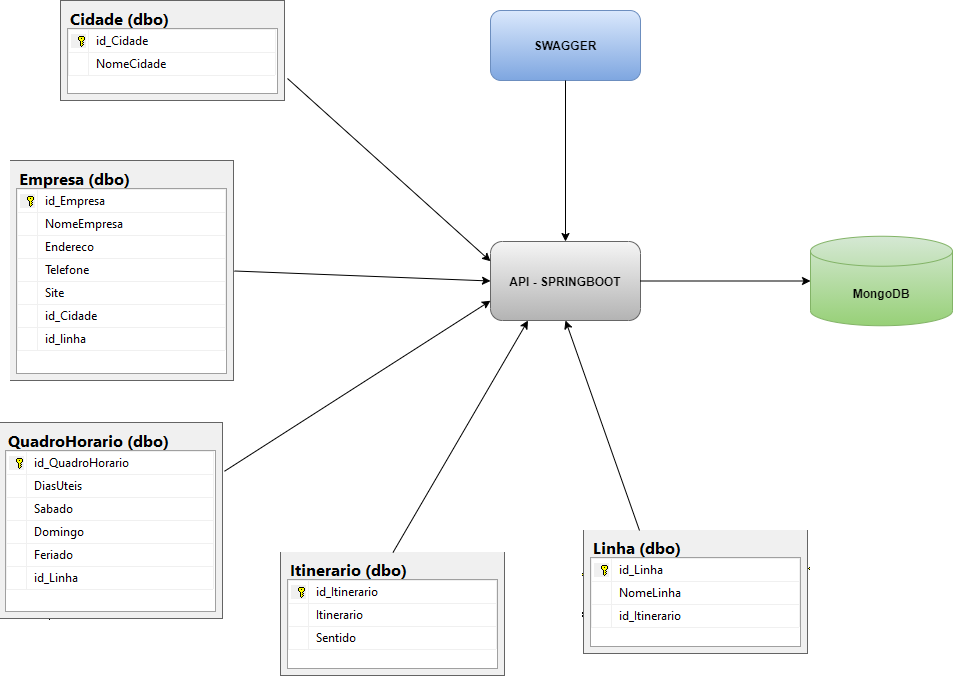 Cidade (dbo)
id_Cidade
NomeCidade
SWAGGER
Empresa (dbo)
id_Empresa
NomeEmpresa
Endereco
Telefone
Site
id_Cidade
id_linha
API - SPRINGBOOT
MongoDB
QuadroHorario (dbo)
id_QuadroHorario
DiasUteis
Sabado
Domingo
Feriado
id_Linha
Itinerario (dbo)
id_Itinerario
Itinerario
Sentido
Linha (dbo)
id_Linha
NomeLinha
id_Itinerario